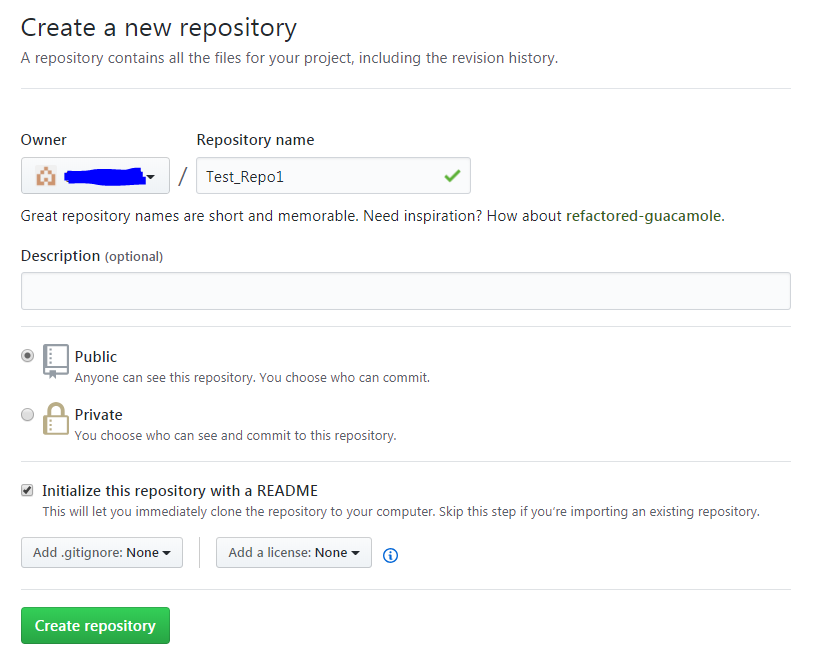 Create a new repository
A repository contains all the files for your project, including the revision history.
Owner
Repository name
/
Test_Repo1
Great repository names are short and memorable. Need inspiration? How about refactored-guacamole.
Description (optional)
Public
Anyone can see this repository. You choose who can commit.
Private
You choose who can see and commit to this repository.
Initialize this repository with a README
This will let you immediately clone the repository to your computer. Skip this step if you’re importing an existing repository.
Add .gitignore: None
Add a license: None
Create repository